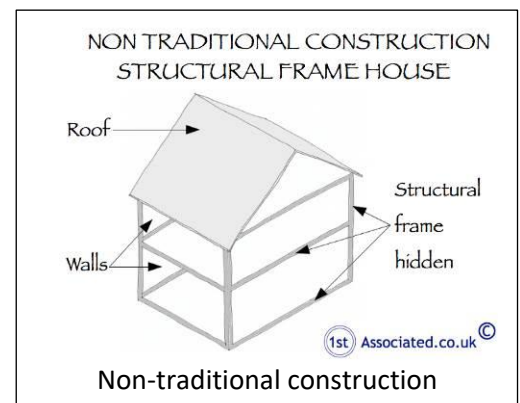 NON TRADITIONAL CONSTRUCTION
STRUCTURAL FRAME HOUSE
Roof
Structural
frame
Walls
hidden
1st Associated.co.uk ©
Non-traditional construction